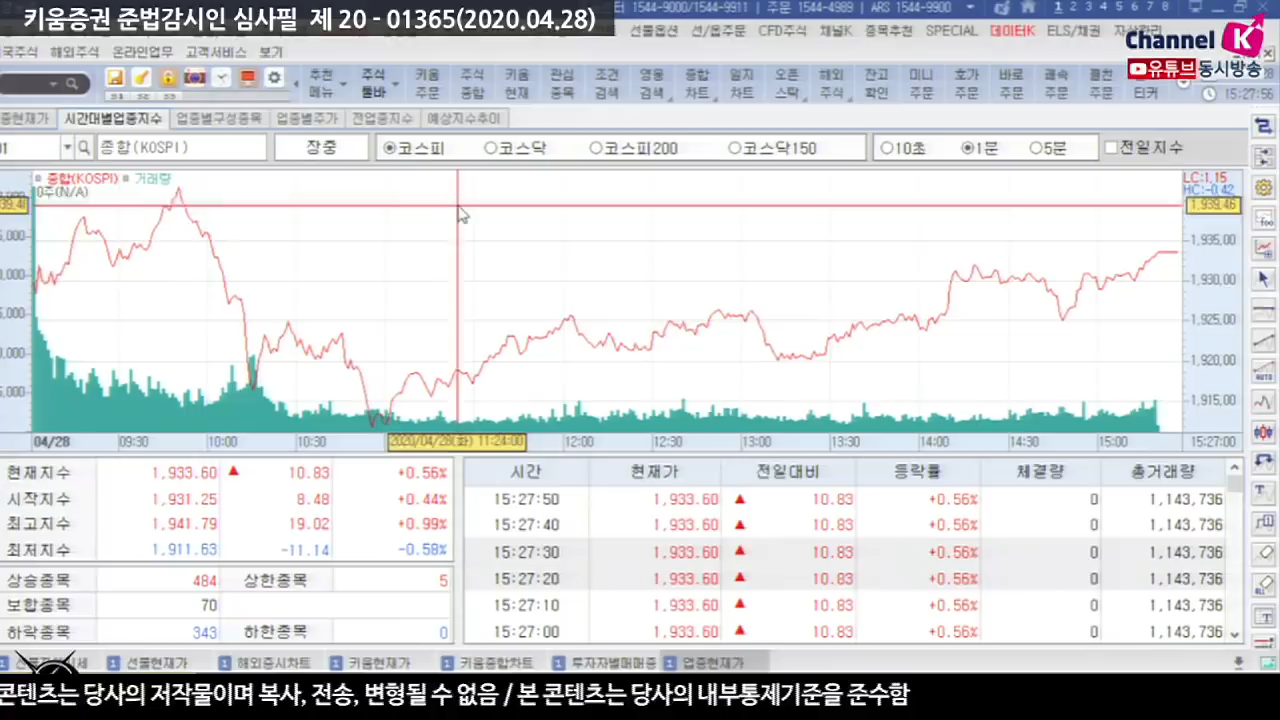 키움증권 준법감시인 심사필 제 20 - 01365(2020.04.28)
1544-9000/9911 | 주문 1544-4989 | ARS 1544-9900
1 2 3 4 5 6 7 8
선물옵션 선/옵주문 CFD주식 채널K 종목추천 SPECIAL 데이터K ELS/채권 자산관리
Channel K
국주식 해외주식 온라인업무 고객서비스 보기
유튜브 동시방송
추천 메뉴 주식 툴바 키움 주문 주식 종합 키움 현재 관심 종목 조건 검색 영웅 검색 종합 차트 일지 차트 오픈 스탁 해외 주식 잔고 확인 미니 주문 호가 주문 바로 주문 쾌속 주문 티커
15:27:56
종현재가 시간대별업종지수 업종별구성종목 업종별주가 전업종지수 예상지수추이
01 종합(KOSPI) 장중 코스피 코스닥 코스피200 코스닥150 10초 1분 5분 전일지수
종합(KOSPI) 거래량
0주(N/A)
LC:1.15
HC:-0.42
1,939.46
1,935.00
1,930.00
1,925.00
1,920.00
1,915.00
04/28 09:30 10:00 10:30 2020/04/28(화) 11:24:00 12:00 12:30 13:00 13:30 14:00 14:30 15:00 15:27:00
현재지수 1,933.60 ▲ 10.83 +0.56%
시작지수 1,931.25 8.48 +0.44%
최고지수 1,941.79 19.02 +0.99%
최저지수 1,911.63 -11.14 -0.58%
상승종목 484 상한종목 5
보합종목 70
하락종목 343 하한종목 0
시간 현재가 전일대비 등락률 체결량 총거래량
15:27:50 1,933.60 ▲ 10.83 +0.56% 0 1,143,736
15:27:40 1,933.60 ▲ 10.83 +0.56% 0 1,143,736
15:27:30 1,933.60 ▲ 10.83 +0.56% 0 1,143,736
15:27:20 1,933.60 ▲ 10.83 +0.56% 0 1,143,736
15:27:10 1,933.60 ▲ 10.83 +0.56% 0 1,143,736
15:27:00 1,933.60 ▲ 10.83 +0.56% 0 1,143,736
1 1 선물현재가 1 해외증시차트 1 키움현재가 1 키움종합차트 1 투자자별매매종 1 업종현재가
콘텐츠는 당사의 저작물이며 복사, 전송, 변형될 수 없음 / 본 콘텐츠는 당사의 내부통제기준을 준수함